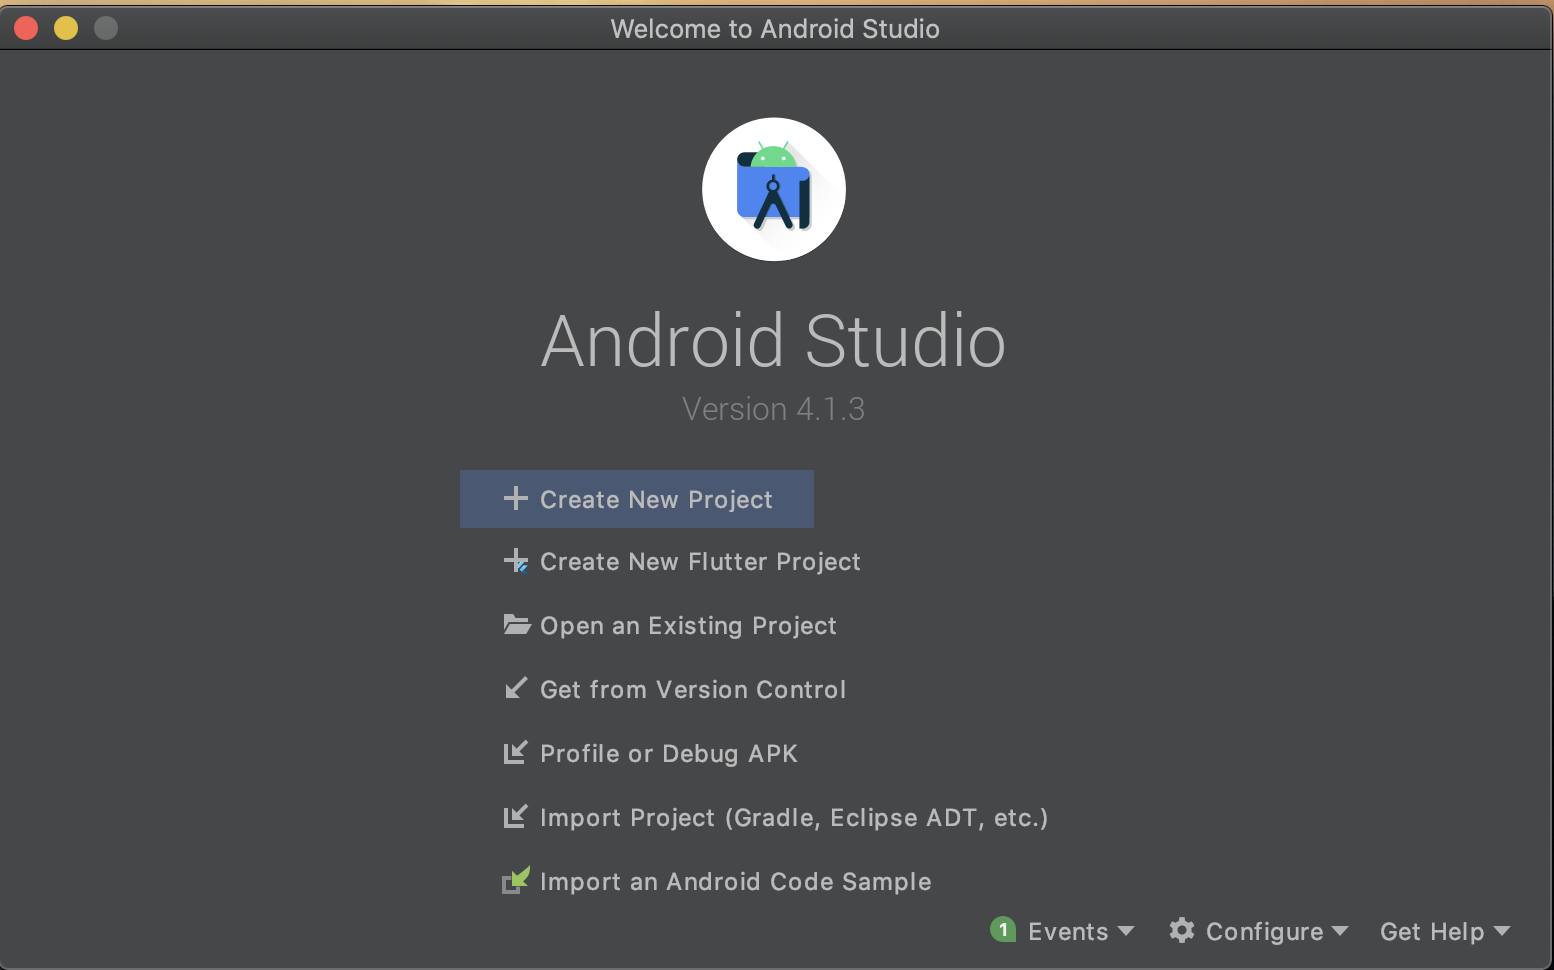 Welcome to Android Studio
Android Studio
Version 4.1.3
Create New Project
Create New Flutter Project
Open an Existing Project
Get from Version Control
Profile or Debug APK
Import Project (Gradle, Eclipse ADT, etc.)
Import an Android Code Sample
1 Events Configure Get Help